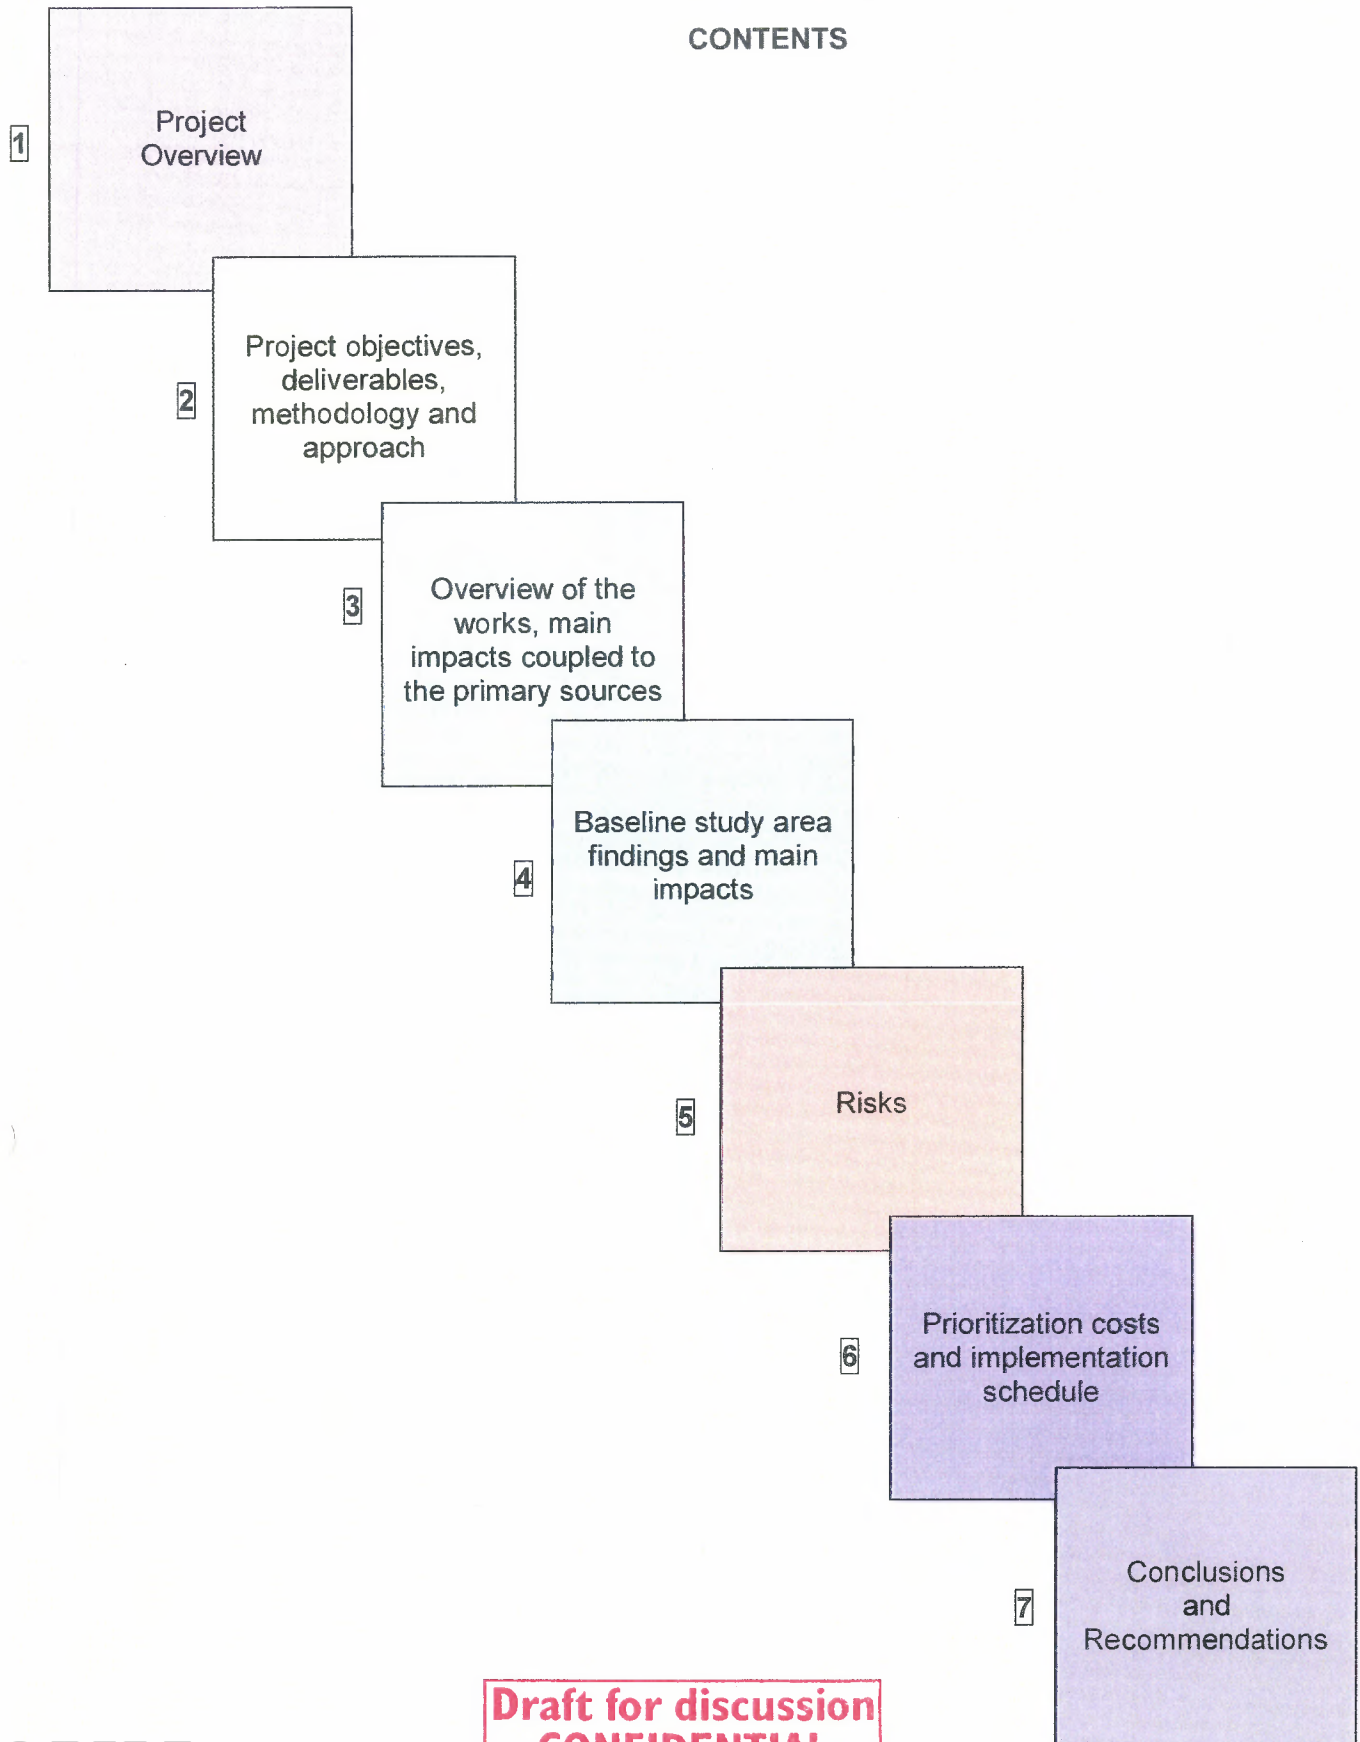 CONTENTS
1
Project
Overview
2
Project objectives,
deliverables,
methodology and
approach
3
Overview of the
works, main
impacts coupled to
the primary sources
4
Baseline study area
findings and main
impacts
5
Risks
6
Prioritization costs
and implementation
schedule
7
Conclusions
and
Recommendations
Draft for discussion
CONFIDENTIAL